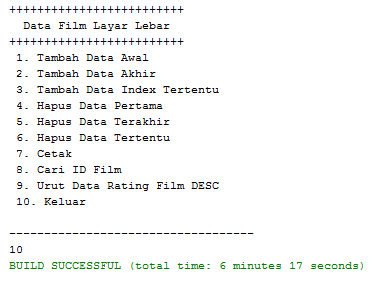 +++++++++++++++++++++++++
Data Film Layar Lebar
+++++++++++++++++++++++++
1. Tambah Data Awal
2. Tambah Data Akhir
3. Tambah Data Index Tertentu
4. Hapus Data Pertama
5. Hapus Data Terakhir
6. Hapus Data Tertentu
7. Cetak
8. Cari ID Film
9. Urut Data Rating Film DESC
10. Keluar
-----------------------------------
10
BUILD SUCCESSFUL (total time: 6 minutes 17 seconds)